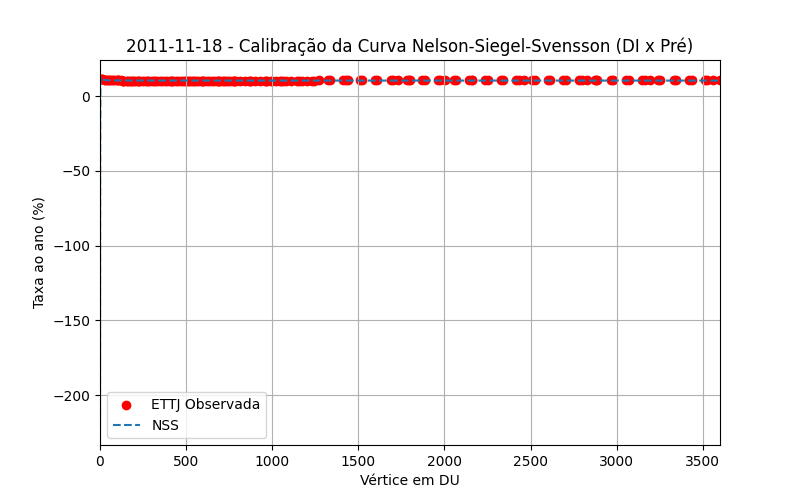 2011-11-18 - Calibração da Curva Nelson-Siegel-Svensson (DI x Pré)
Taxa ao ano (%)
0
−50
−100
−150
−200
ETTJ Observada
NSS
0
500
1000
1500
2000
2500
3000
3500
Vértice em DU